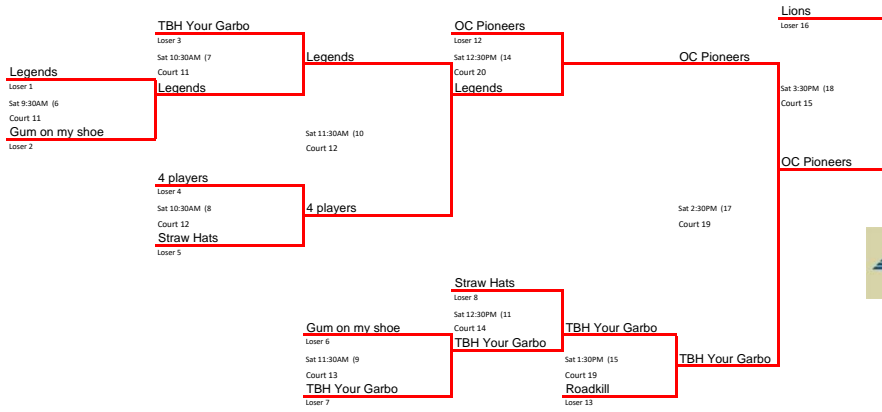 Lions
Loser 16
TBH Your Garbo
Loser 3
OC Pioneers
Loser 12
Sat 10:30AM (7
Court 11
Legends
Sat 12:30PM (14
Court 20
OC Pioneers
Legends
Loser 1
Legends
Legends
Sat 3:30PM (18
Court 15
Sat 9:30AM (6
Court 11
Gum on my shoe
Loser 2
Sat 11:30AM (10
Court 12
OC Pioneers
4 players
Loser 4
Sat 10:30AM (8
Court 12
4 players
Sat 2:30PM (17
Court 19
Straw Hats
Loser 5
Straw Hats
Loser 8
Sat 12:30PM (11
Court 14
Gum on my shoe
Loser 6
TBH Your Garbo
TBH Your Garbo
Sat 11:30AM (9
Court 13
Sat 1:30PM (15
Court 19
TBH Your Garbo
TBH Your Garbo
Loser 7
Roadkill
Loser 13